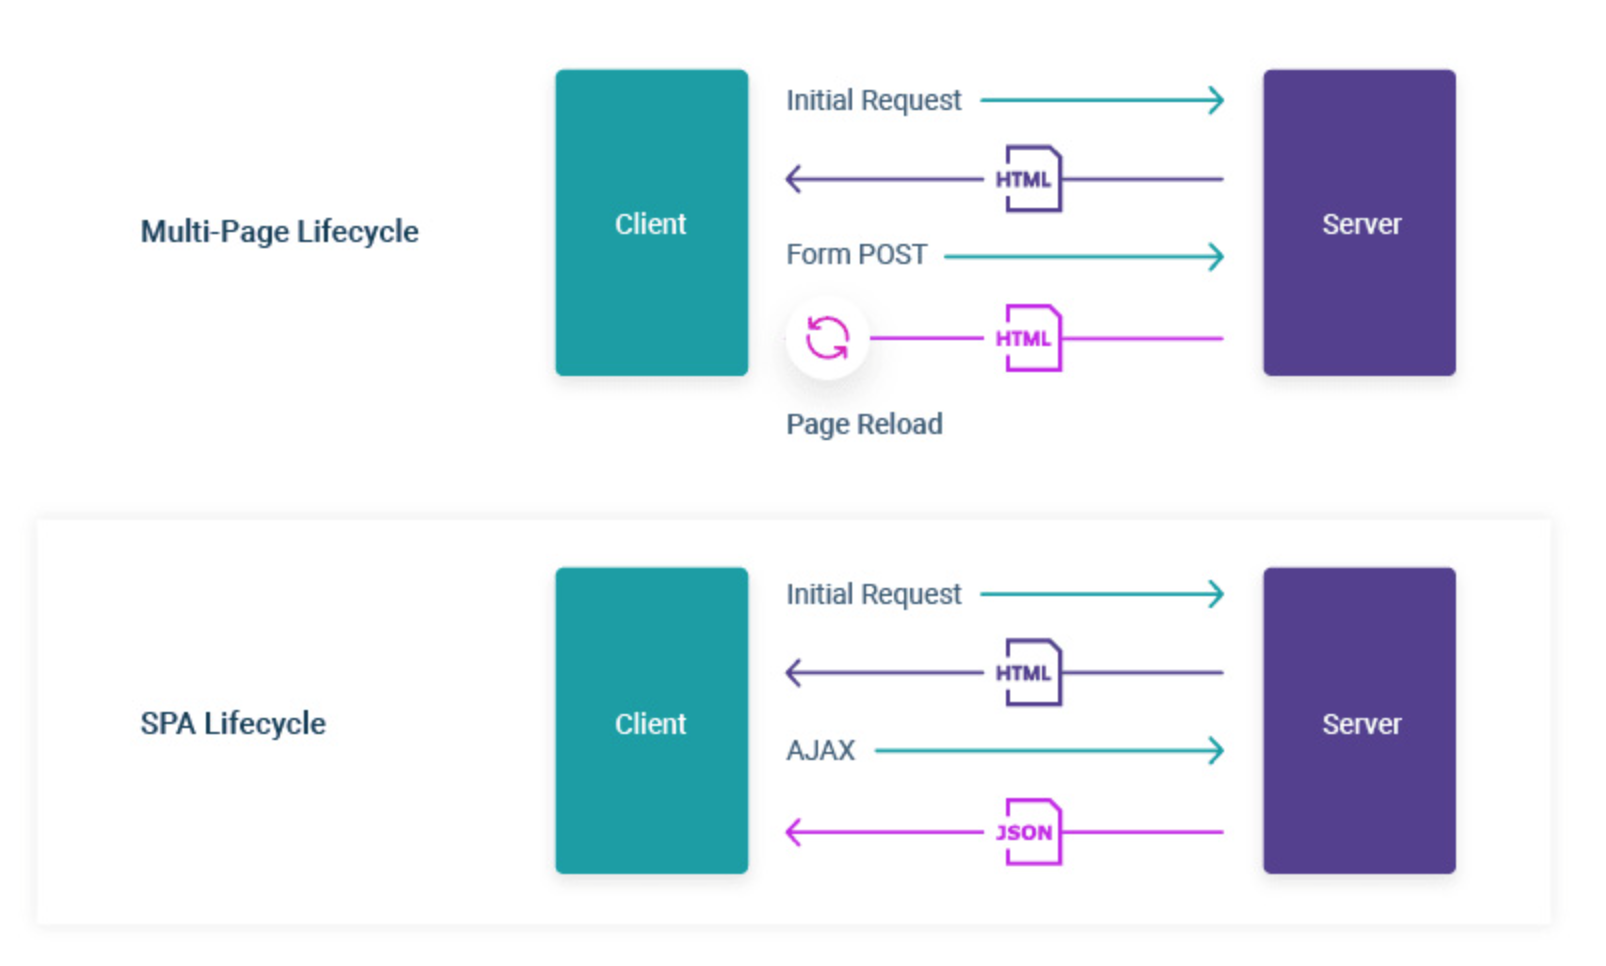 Initial Request
HTML
Multi-Page Lifecycle
Client
Server
Form POST
HTML
Page Reload
Initial Request
HTML
SPA Lifecycle
Client
Server
AJAX
JSON